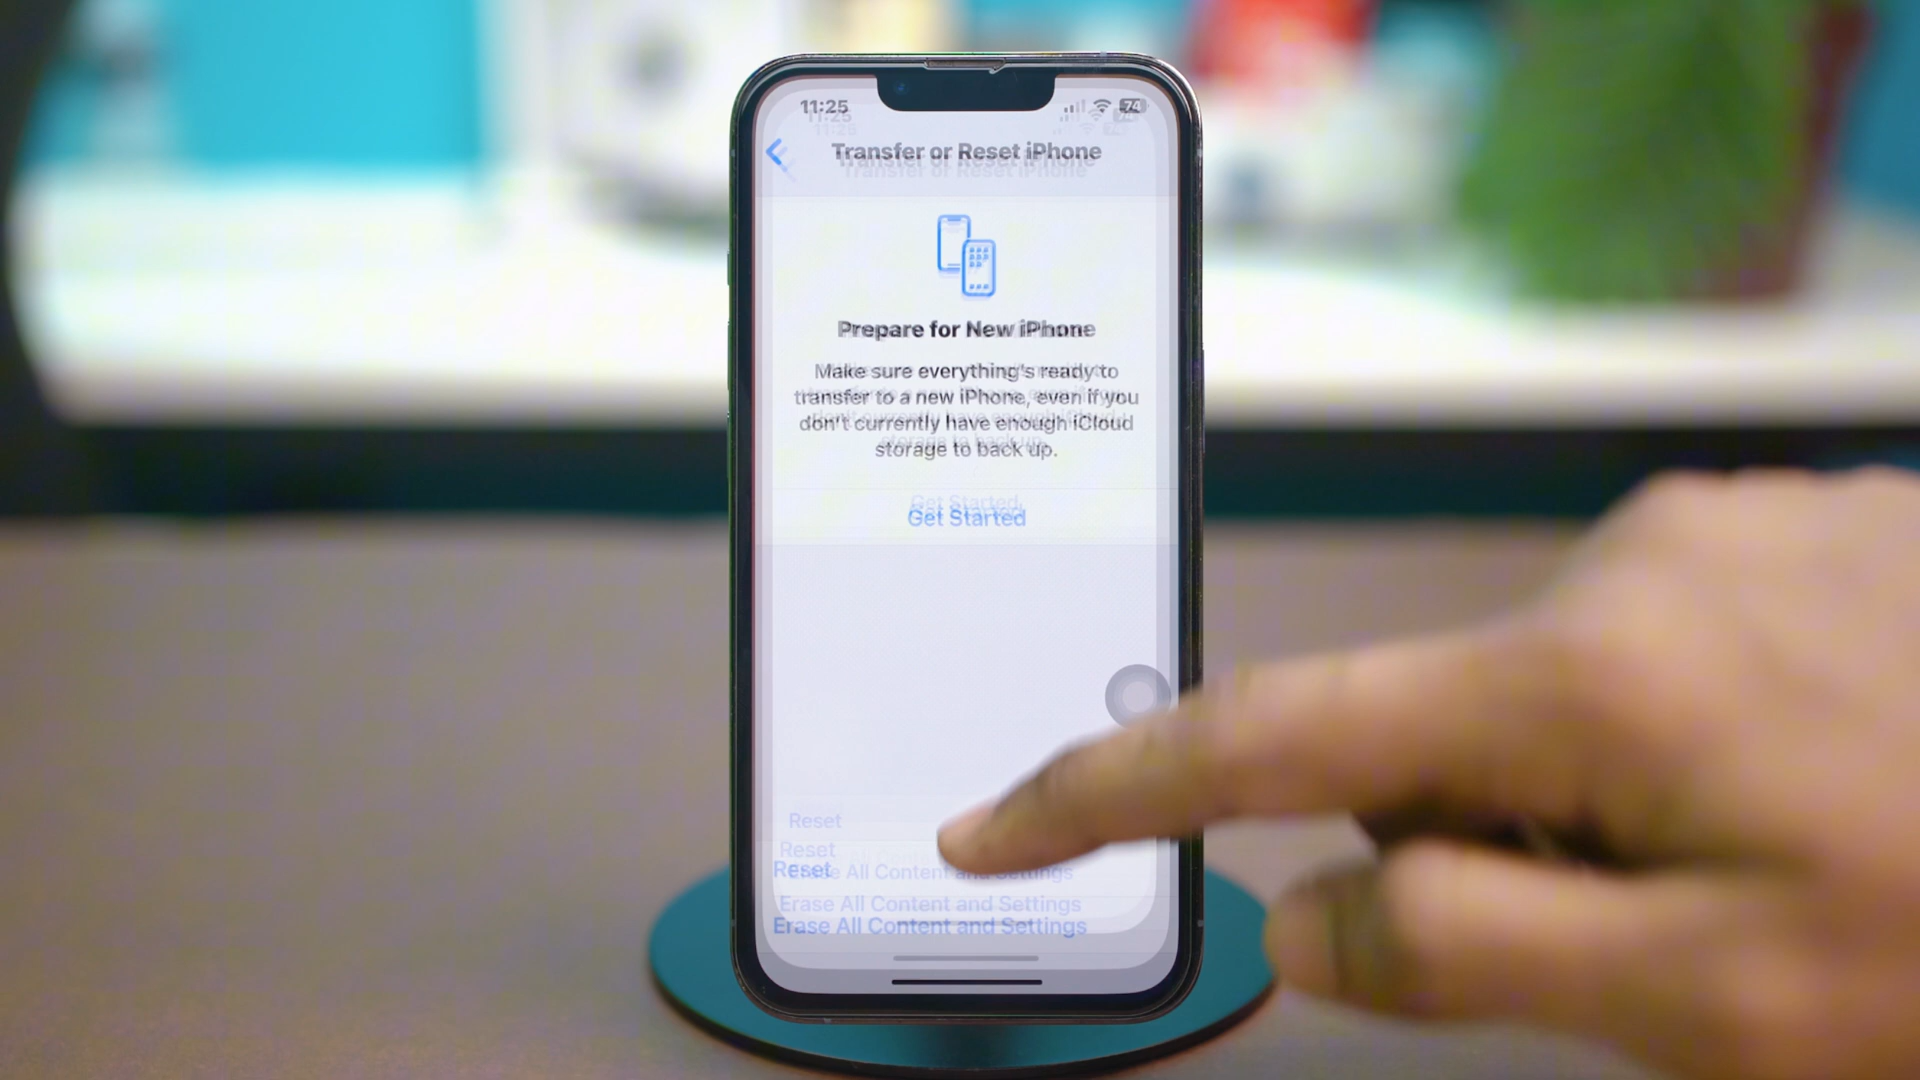 11:25
74
Transfer or Reset iPhone
Prepare for New iPhone
Make sure everything's ready to
transfer to a new iPhone, even if you
don't currently have enough iCloud
storage to back up.
Get Started
Reset
Erase All Content and Settings